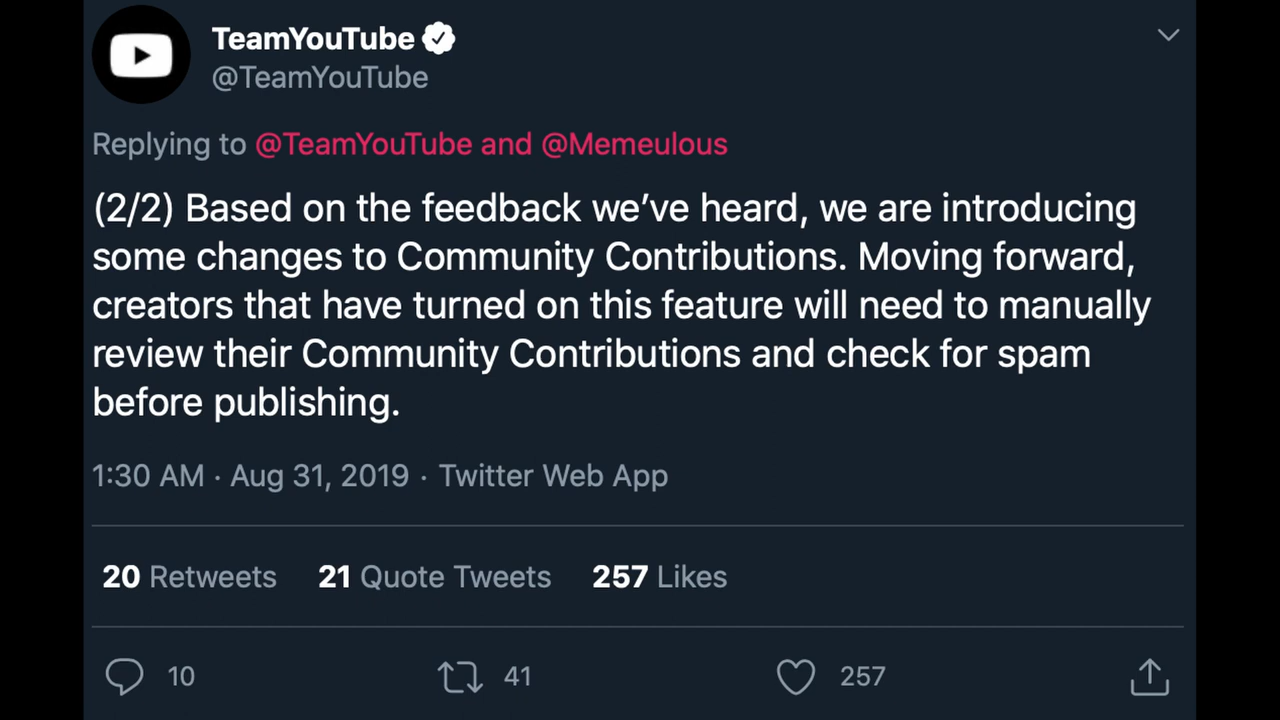 TeamYouTube
@TeamYouTube
Replying to @TeamYouTube and @Memeulous
(2/2) Based on the feedback we’ve heard, we are introducing
some changes to Community Contributions. Moving forward,
creators that have turned on this feature will need to manually
review their Community Contributions and check for spam
before publishing.
1:30 AM · Aug 31, 2019 · Twitter Web App
20 Retweets 21 Quote Tweets 257 Likes
10 41 257